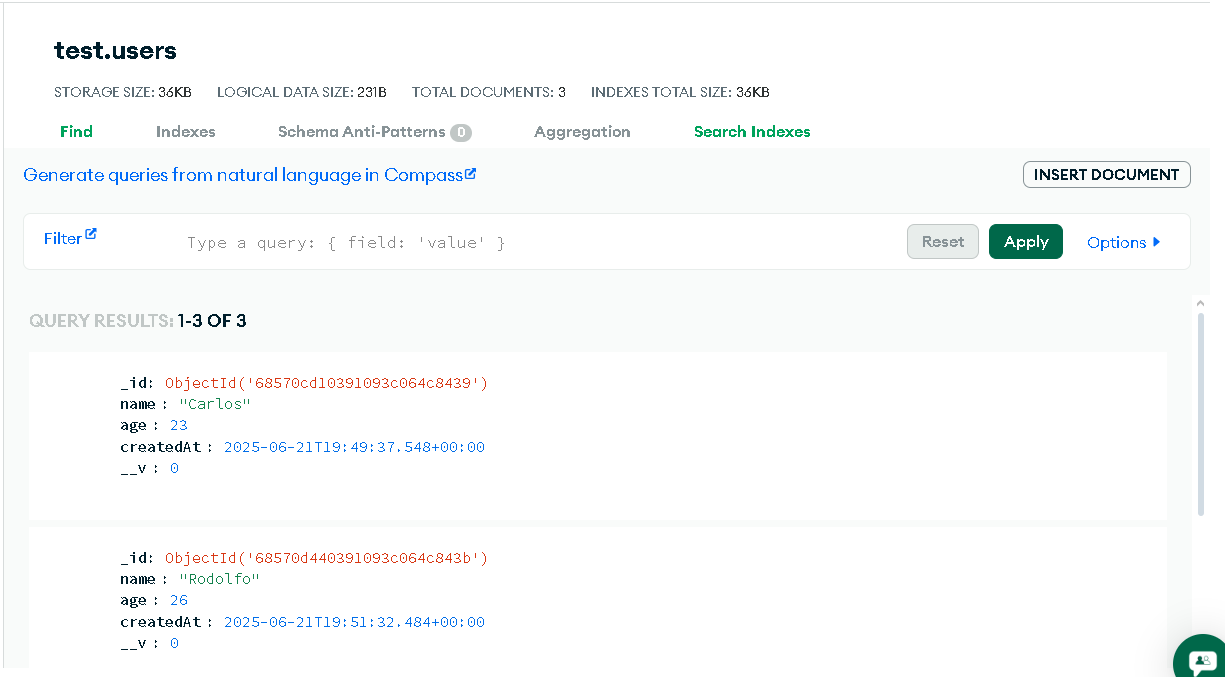 test.users
STORAGE SIZE: 36KB LOGICAL DATA SIZE: 231B TOTAL DOCUMENTS: 3 INDEXES TOTAL SIZE: 36KB
Find Indexes Schema Anti-Patterns 0 Aggregation Search Indexes
Generate queries from natural language in Compass
INSERT DOCUMENT
Filter Type a query: { field: 'value' } Reset Apply Options
QUERY RESULTS: 1-3 OF 3
_id: ObjectId('68570cd10391093c064c8439')
name : "Carlos"
age : 23
createdAt : 2025-06-21T19:49:37.548+00:00
__v : 0
_id: ObjectId('68570d440391093c064c843b')
name : "Rodolfo"
age : 26
createdAt : 2025-06-21T19:51:32.484+00:00
__v : 0